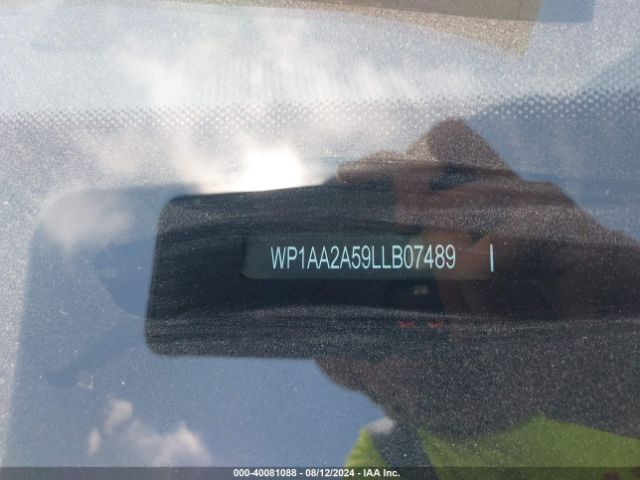 WP1AA2A59LLB07489 |
000-40081088 - 08/12/2024 - IAA Inc.